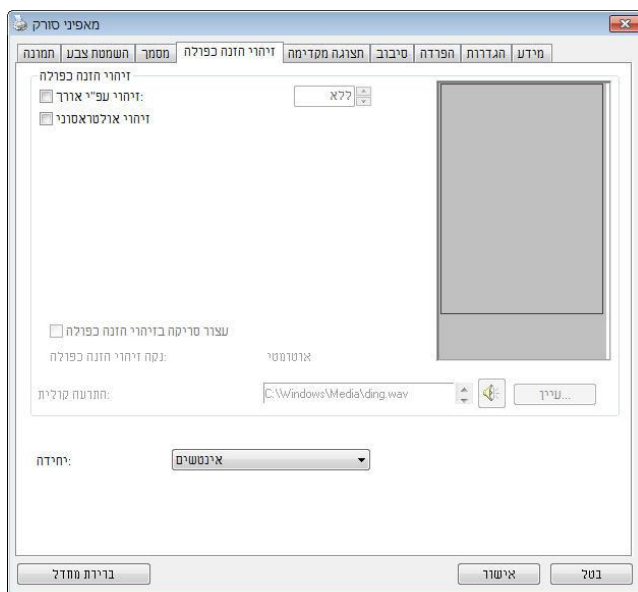 מאפיני סורק
תמונה השמטת צבע מסמך זיהוי הזנה כפולה תצוגה מקדימה סיבוב הפרדה הגדרות מידע
זיהוי הזנה כפולה
זיהוי עפ"י אורך: ללא
זיהוי אולטראסוני
עצור סריקה בזיהוי הזנה כפולה
נקה זיהוי הזנה כפולה: אוטומטי
התרעה קולית: C:\Windows\Media\ding.wav עיין...
יחידה: אינטשים
ברירת מחדל אישור בטל